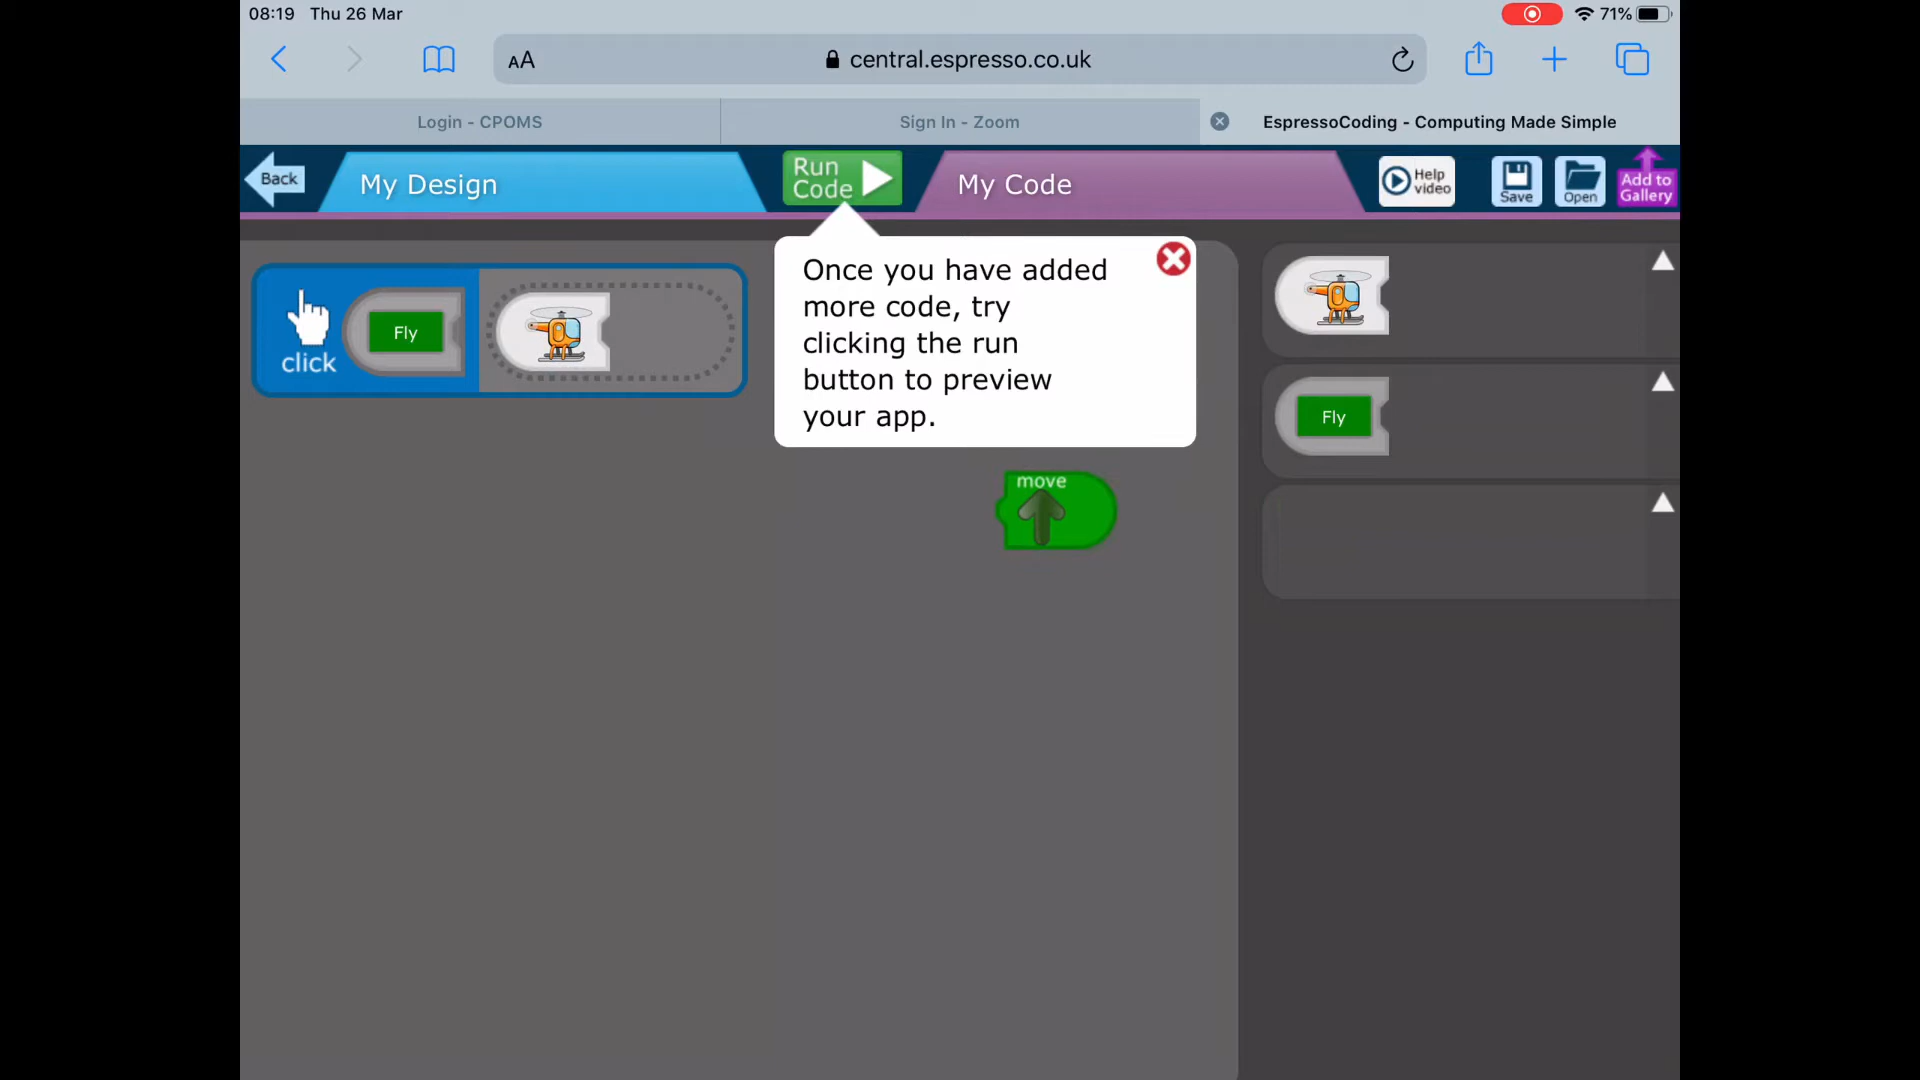 08:19 Thu 26 Mar
71%
AA
central.espresso.co.uk
Login - CPOMS
Sign In - Zoom
EspressoCoding - Computing Made Simple
Back
My Design
Run
Code
My Code
Help
video
Save
Open
Add to
Gallery
click
Fly
Once you have added
more code, try
clicking the run
button to preview
your app.
move
Fly